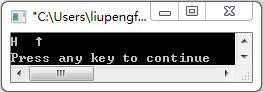 "C:\Users\liupengf...
H  ↑
Press any key to continue